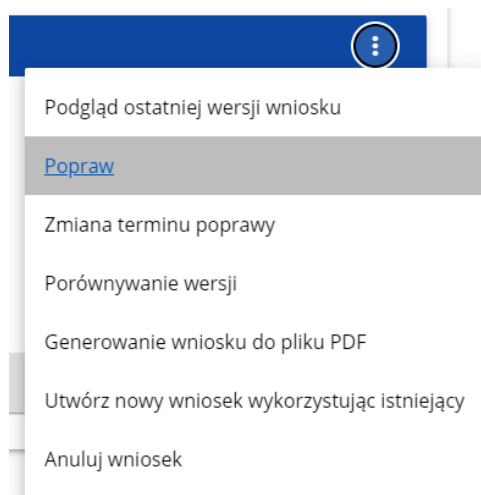 Podgląd ostatniej wersji wniosku
Popraw
Zmiana terminu poprawy
Porównywanie wersji
Generowanie wniosku do pliku PDF
Utwórz nowy wniosek wykorzystując istniejący
Anuluj wniosek